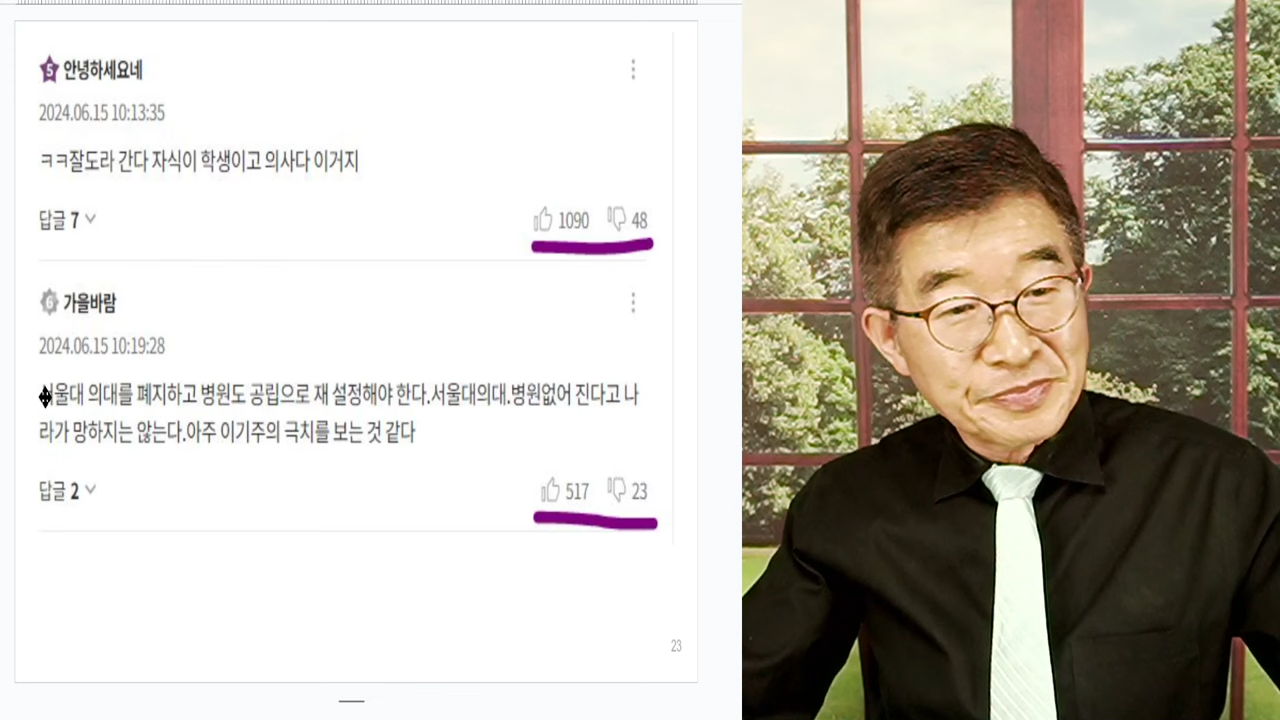 5 안녕하세요네
2024.06.15 10:13:35
ㅋㅋ잘도라 간다 자식이 학생이고 의사다 이거지
답글 7 1090 48
6 가을바람
2024.06.15 10:19:28
울대 의대를 폐지하고 병원도 공립으로 재 설정해야 한다.서울대의대.병원없어 진다고 나
라가 망하지는 않는다.아주 이기주의 극치를 보는 것 같다
답글 2 517 23
23